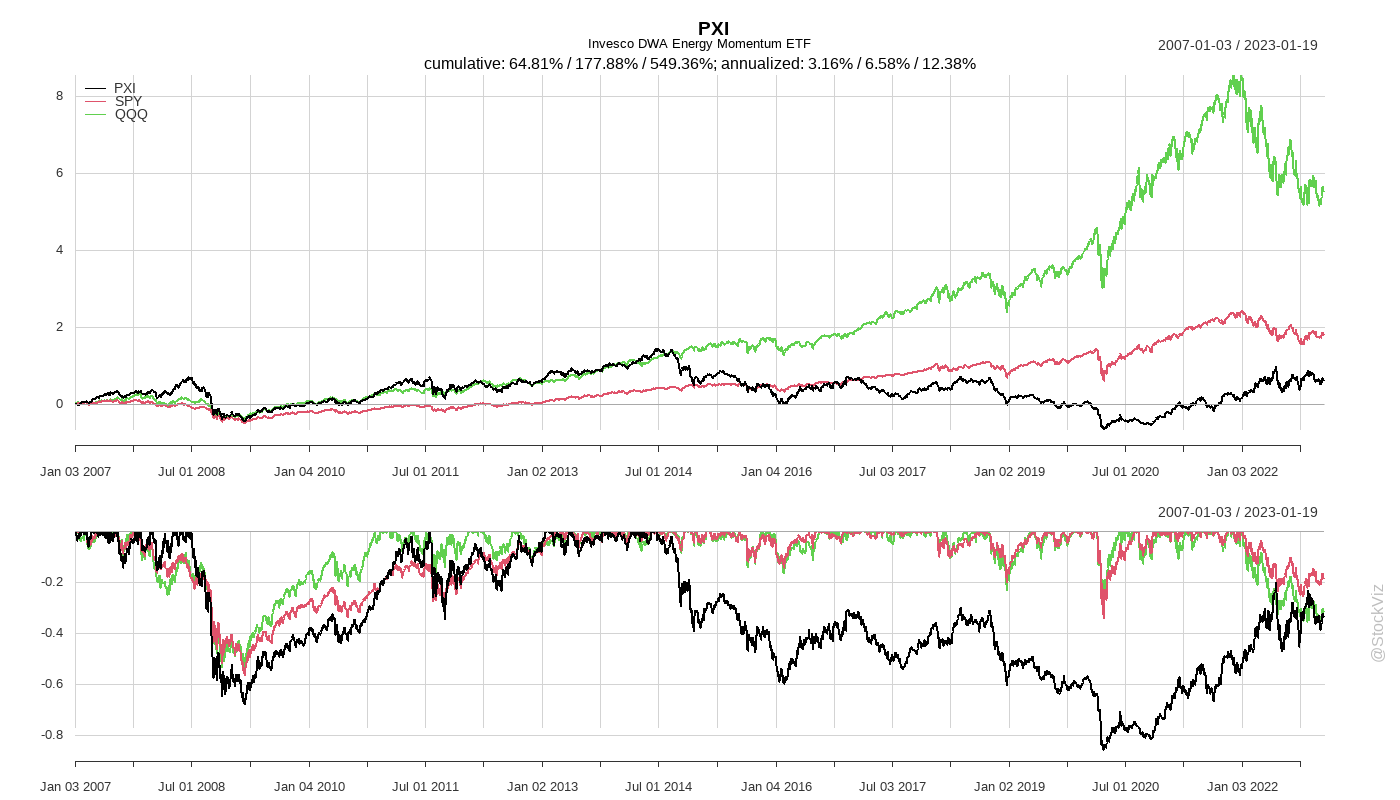 PXI
Invesco DWA Energy Momentum ETF
2007-01-03 / 2023-01-19
cumulative: 64.81% / 177.88% / 549.36%; annualized: 3.16% / 6.58% / 12.38%
PXI
SPY
QQQ
8
6
4
2
0
Jan 03 2007 Jul 01 2008 Jan 04 2010 Jul 01 2011 Jan 02 2013 Jul 01 2014 Jan 04 2016 Jul 03 2017 Jan 02 2019 Jul 01 2020 Jan 03 2022
2007-01-03 / 2023-01-19
-0.2
-0.4
-0.6
-0.8
Jan 03 2007 Jul 01 2008 Jan 04 2010 Jul 01 2011 Jan 02 2013 Jul 01 2014 Jan 04 2016 Jul 03 2017 Jan 02 2019 Jul 01 2020 Jan 03 2022
@StockViz